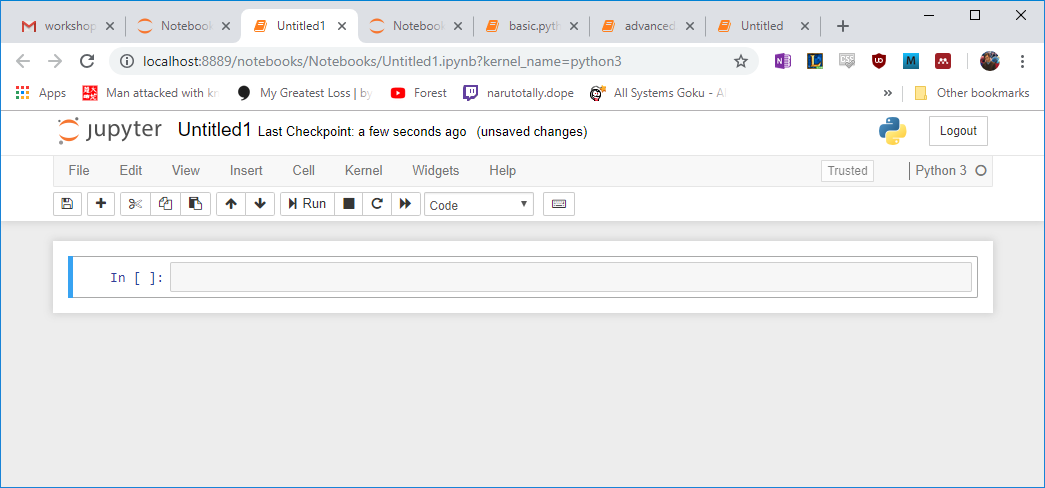 workshop Notebook Untitled1 Notebook basic.pyth advanced Untitled
localhost:8889/notebooks/Notebooks/Untitled1.ipynb?kernel_name=python3
Apps Man attacked with kn My Greatest Loss | by Forest narutotally.dope All Systems Goku - Al » Other bookmarks
jupyter Untitled1 Last Checkpoint: a few seconds ago (unsaved changes) Logout
File Edit View Insert Cell Kernel Widgets Help Trusted Python 3
Run Code
In [ ]: